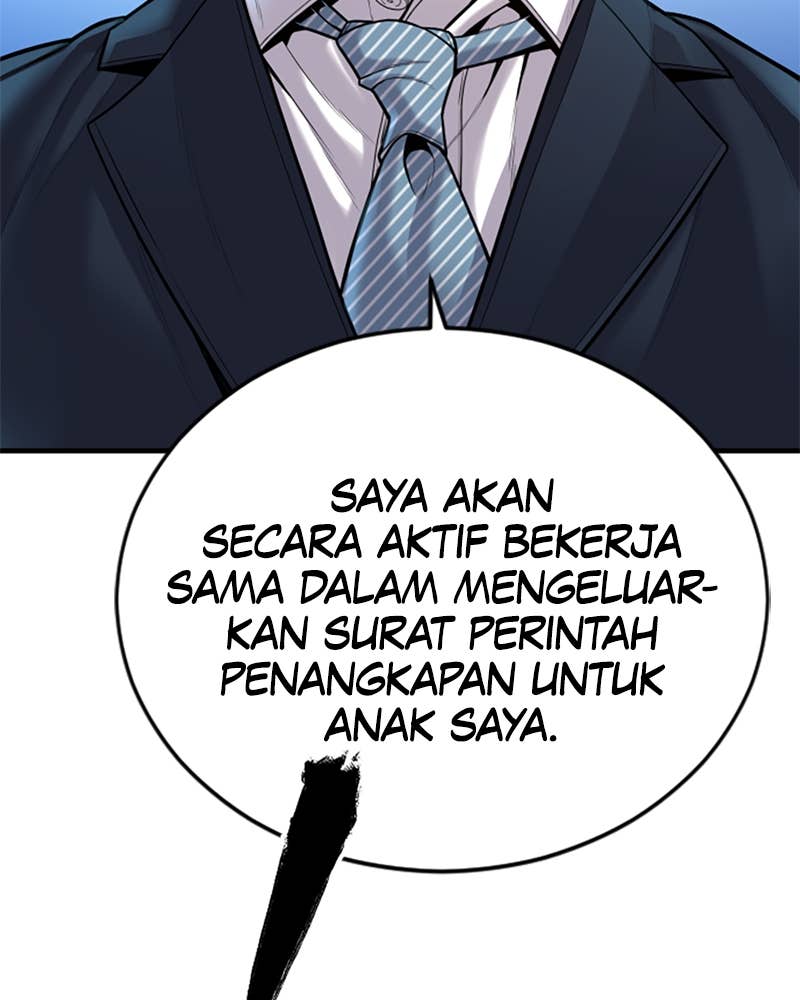 SAYA AKAN
SECARA AKTIF BEKERJA
SAMA DALAM MENGELUAR-
KAN SURAT PERINTAH
PENANGKAPAN UNTUK
ANAK SAYA.